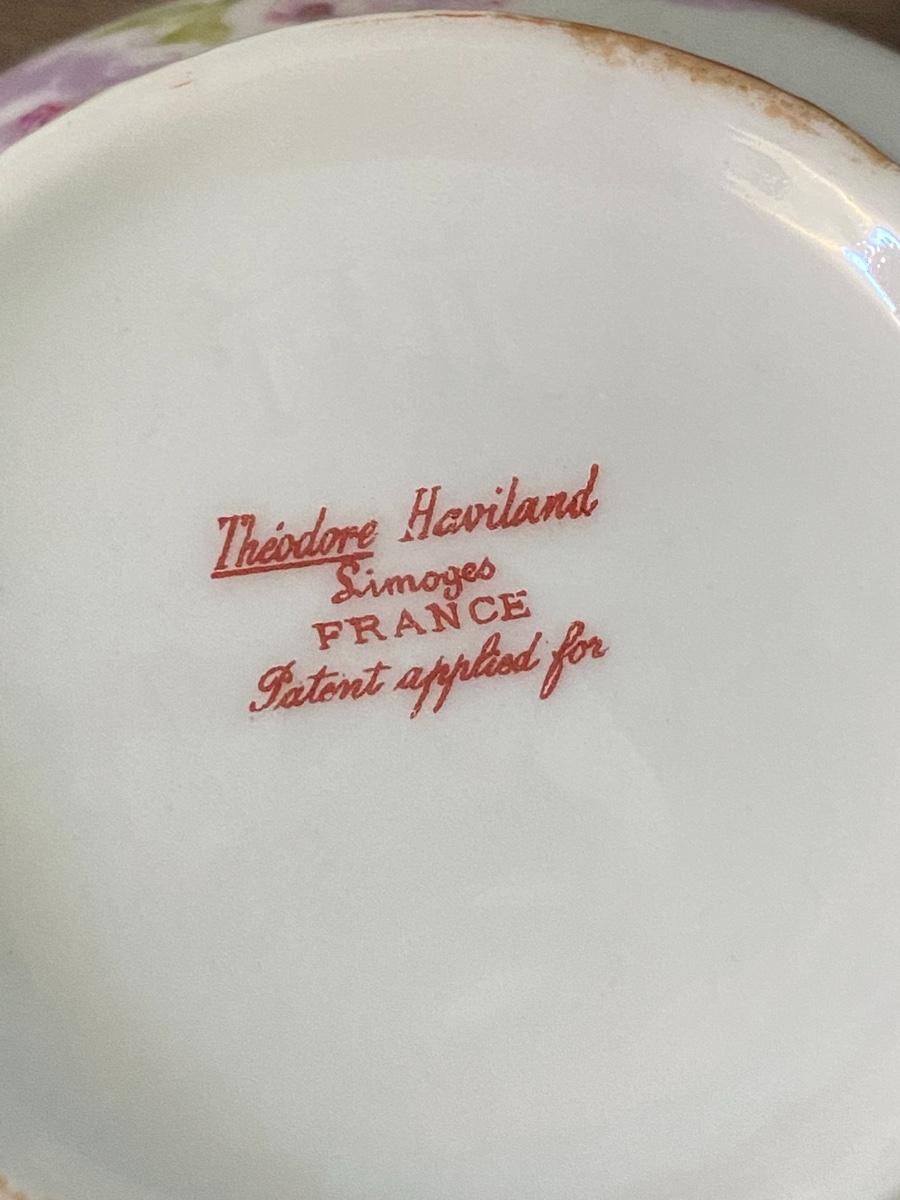 Théodore Haviland
Limoges
FRANCE
Patent applied for